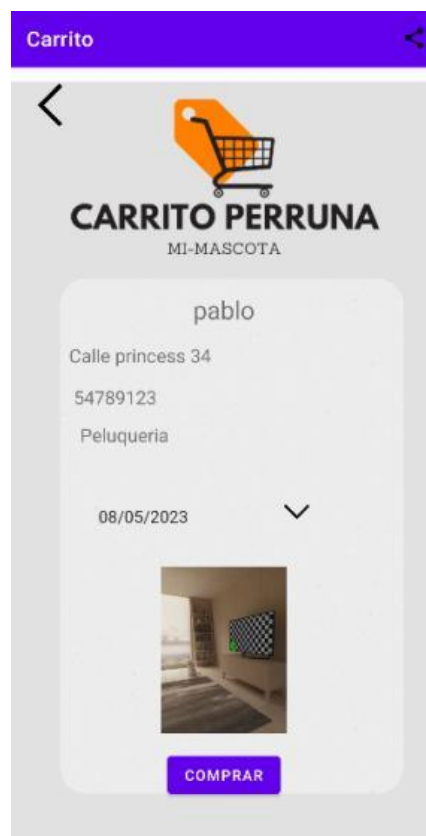 Carrito
CARRITO PERRUNA
MI-MASCOTA
pablo
Calle princess 34
54789123
Peluqueria
08/05/2023
COMPRAR